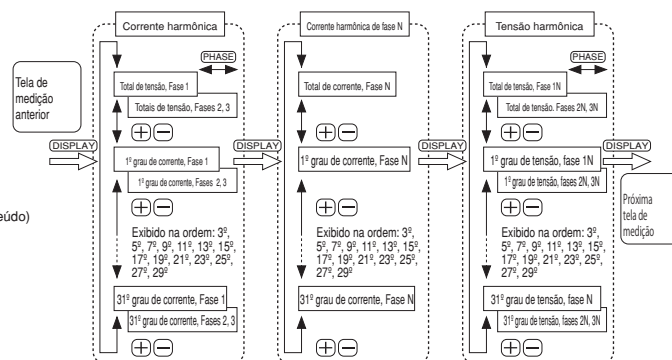 Corrente harmônica
PHASE
Total de tensão, Fase 1
Totais de tensão, Fases 2, 3
1º grau de corrente, Fase 1
1º grau de corrente, Fases 2, 3
Exibido na ordem: 3º,
5º, 7º, 9º, 11º, 13º, 15º,
17º, 19º, 21º, 23º, 25º,
27º, 29º
31º grau de corrente, Fase 1
31º grau de corrente, Fases 2, 3
Tela de
medição
anterior
DISPLAY
eúdo)
Corrente harmônica de fase N
Total de corrente, Fase N
DISPLAY
1º grau de corrente, Fase N
Exibido na ordem: 3º,
5º, 7º, 9º, 11º, 13º, 15º,
17º, 19º, 21º, 23º, 25º,
27º, 29º
31º grau de corrente, Fase N
Tensão harmônica
PHASE
Total de tensão, Fase 1N
Total de tensão. Fases 2N, 3N
DISPLAY
1º grau de tensão, fase 1N
1º grau de tensão, fases 2N, 3N
Exibido na ordem: 3º,
5º, 7º, 9º, 11º, 13º, 15º,
17º, 19º, 21º, 23º, 25º,
27º, 29º
31º grau de tensão, fase N
31º grau de tensão, fases 2N, 3N
DISPLAY
Próxima
tela de
medição